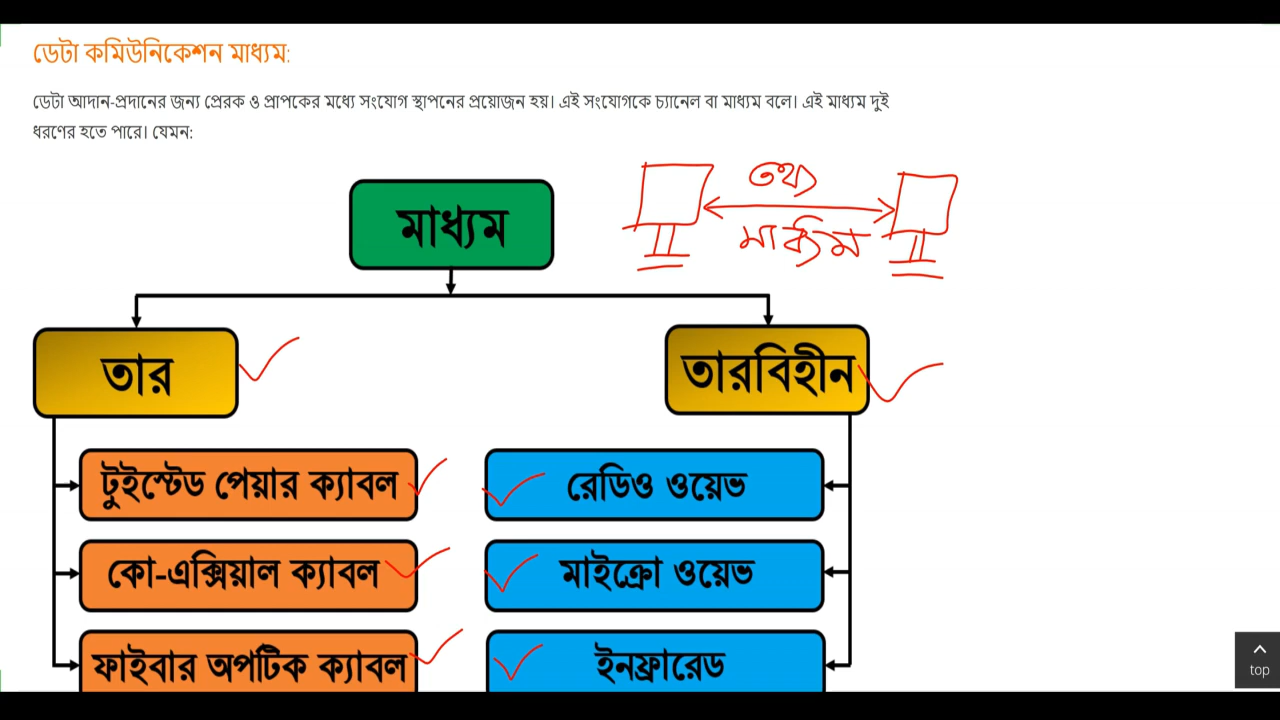 ডেটা কমিউনিকেশন মাধ্যম:
ডেটা আদান-প্রদানের জন্য প্রেরক ও প্রাপকের মধ্যে সংযোগ স্থাপনের প্রয়োজন হয়। এই সংযোগকে চ্যানেল বা মাধ্যম বলে। এই মাধ্যম দুই
ধরণের হতে পারে। যেমন:
মাধ্যম
তথ্য
মাধ্যম
তার
তারবিহীন
টুইস্টেড পেয়ার ক্যাবল
রেডিও ওয়েভ
কো-এক্সিয়াল ক্যাবল
মাইক্রো ওয়েভ
ফাইবার অপটিক ক্যাবল
ইনফ্রারেড
top